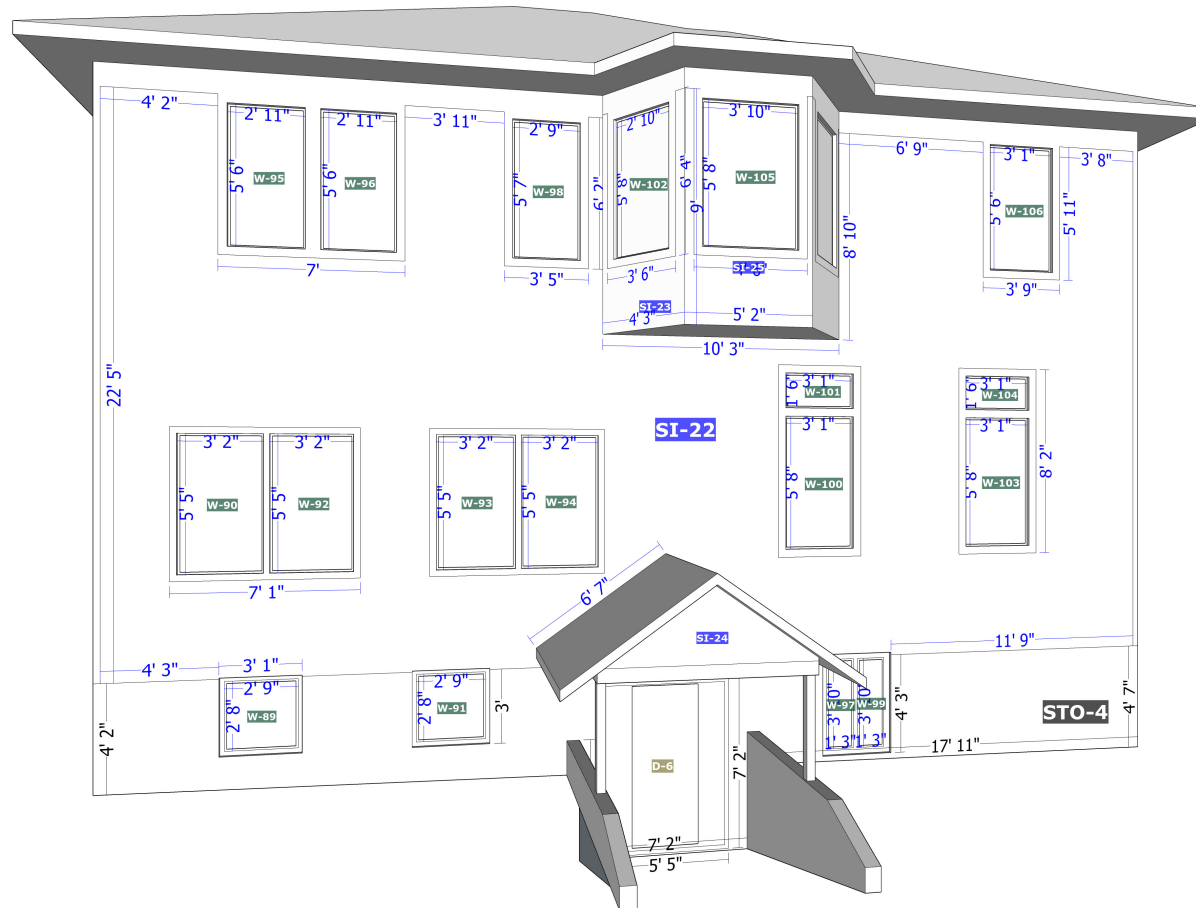 4' 2"
2' 11"
2' 11"
3' 11"
2' 9"
2' 10"
3' 10"
6' 9"
3' 1"
3' 8"
5' 6"
W-95
5' 6"
W-96
5' 7"
W-98
6' 2"
5' 8"
W-102
6' 4"
9'
5' 8"
W-105
8' 10"
5' 6"
W-106
5' 11"
7'
3' 5"
3' 6"
SI-25
3' 9"
SI-23
4' 3"
5' 2"
10' 3"
22' 5"
SI-22
1' 6"
3' 1"
W-101
1' 6"
3' 1"
W-104
3' 2"
3' 2"
3' 2"
3' 2"
3' 1"
3' 1"
5' 5"
W-90
5' 5"
W-92
5' 5"
W-93
5' 5"
W-94
5' 8"
W-100
5' 8"
W-103
8' 2"
7' 1"
6' 7"
SI-24
11' 9"
4' 3"
3' 1"
2' 9"
2' 9"
2' 8"
W-89
2' 8"
W-91
3'
W-97
W-99
4' 3"
1' 3"
1' 3"
STO-4
4' 7"
4' 2"
17' 11"
D-6
7' 2"
7' 2"
5' 5"